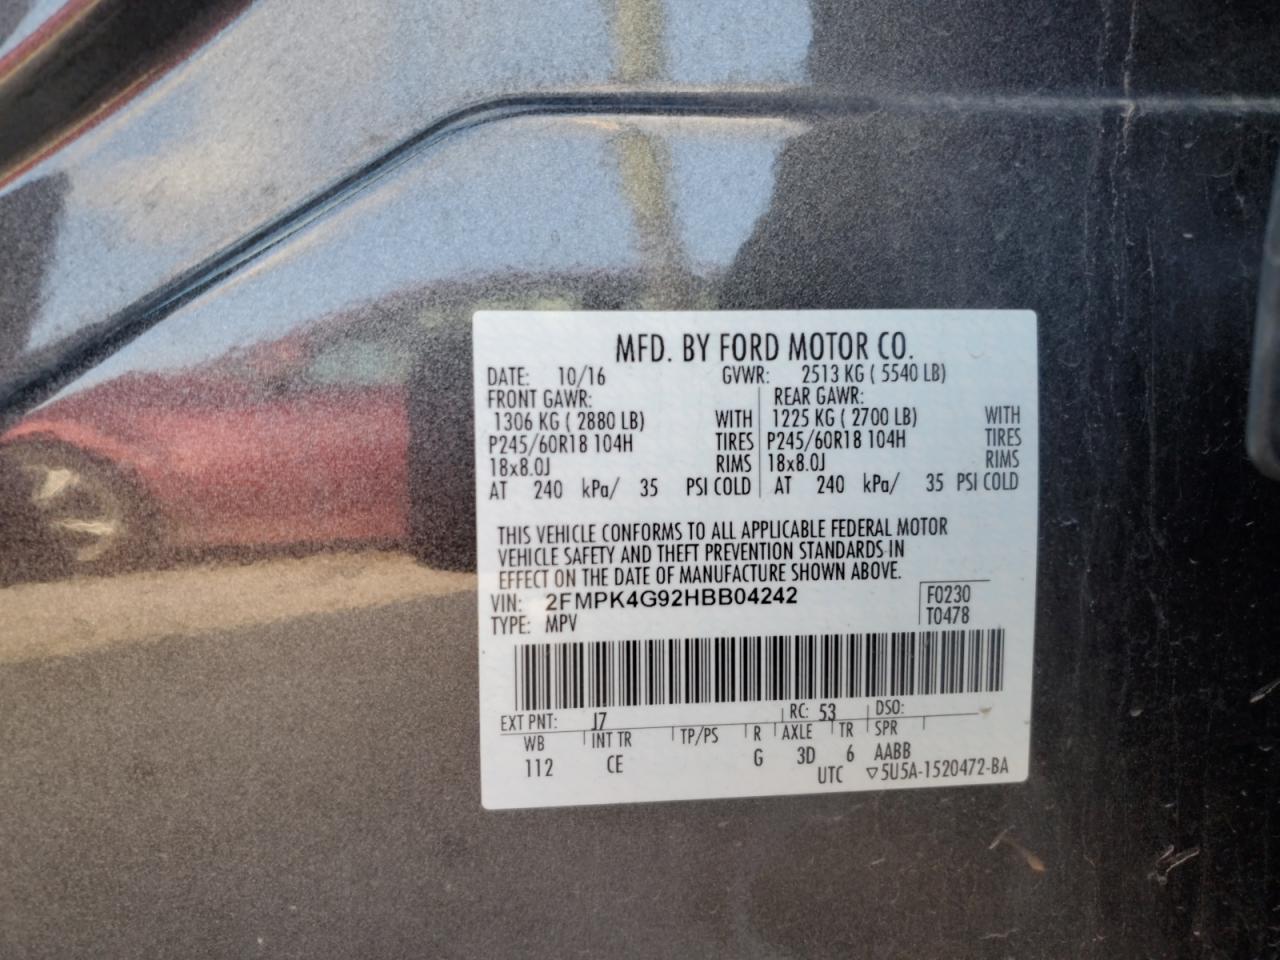 MFD. BY FORD MOTOR CO.
DATE: 10/16 GVWR: 2513 KG ( 5540 LB)
FRONT GAWR: REAR GAWR:
1306 KG ( 2880 LB) WITH 1225 KG ( 2700 LB) WITH
P245/60R18 104H TIRES P245/60R18 104H TIRES
18x8.0J RIMS 18x8.0J RIMS
AT 240 kPa/ 35 PSI COLD AT 240 kPa/ 35 PSI COLD
THIS VEHICLE CONFORMS TO ALL APPLICABLE FEDERAL MOTOR
VEHICLE SAFETY AND THEFT PREVENTION STANDARDS IN
EFFECT ON THE DATE OF MANUFACTURE SHOWN ABOVE.
VIN: 2FMPK4G92HBB04242 F0230
TYPE: MPV T0478
EXT PNT: J7 RC: 53 DSO:
WB INT TR TP/PS R AXLE TR SPR
112 CE G 3D 6 AABB
UTC ▽5U5A-1520472-BA